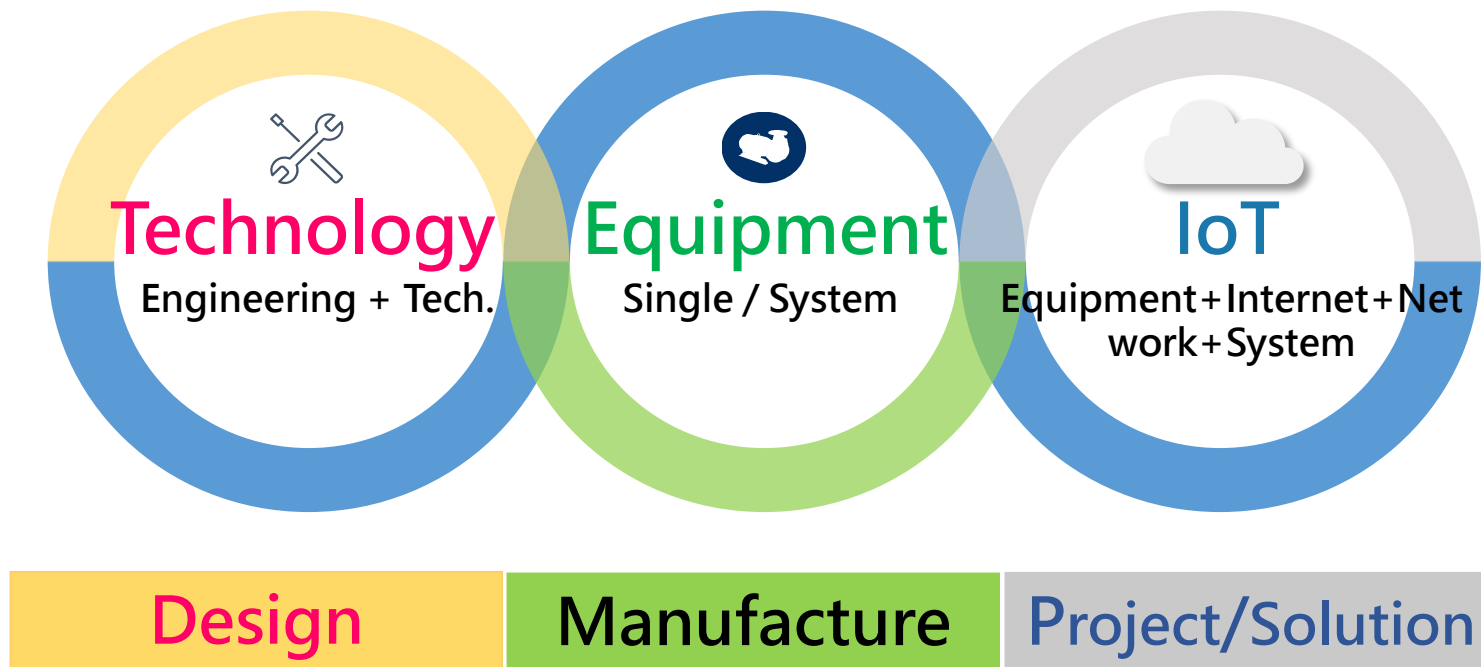 Technology
Engineering + Tech.
Equipment
Single / System
IoT
Equipment+Internet+Net
work+System
Design
Manufacture
Project/Solution